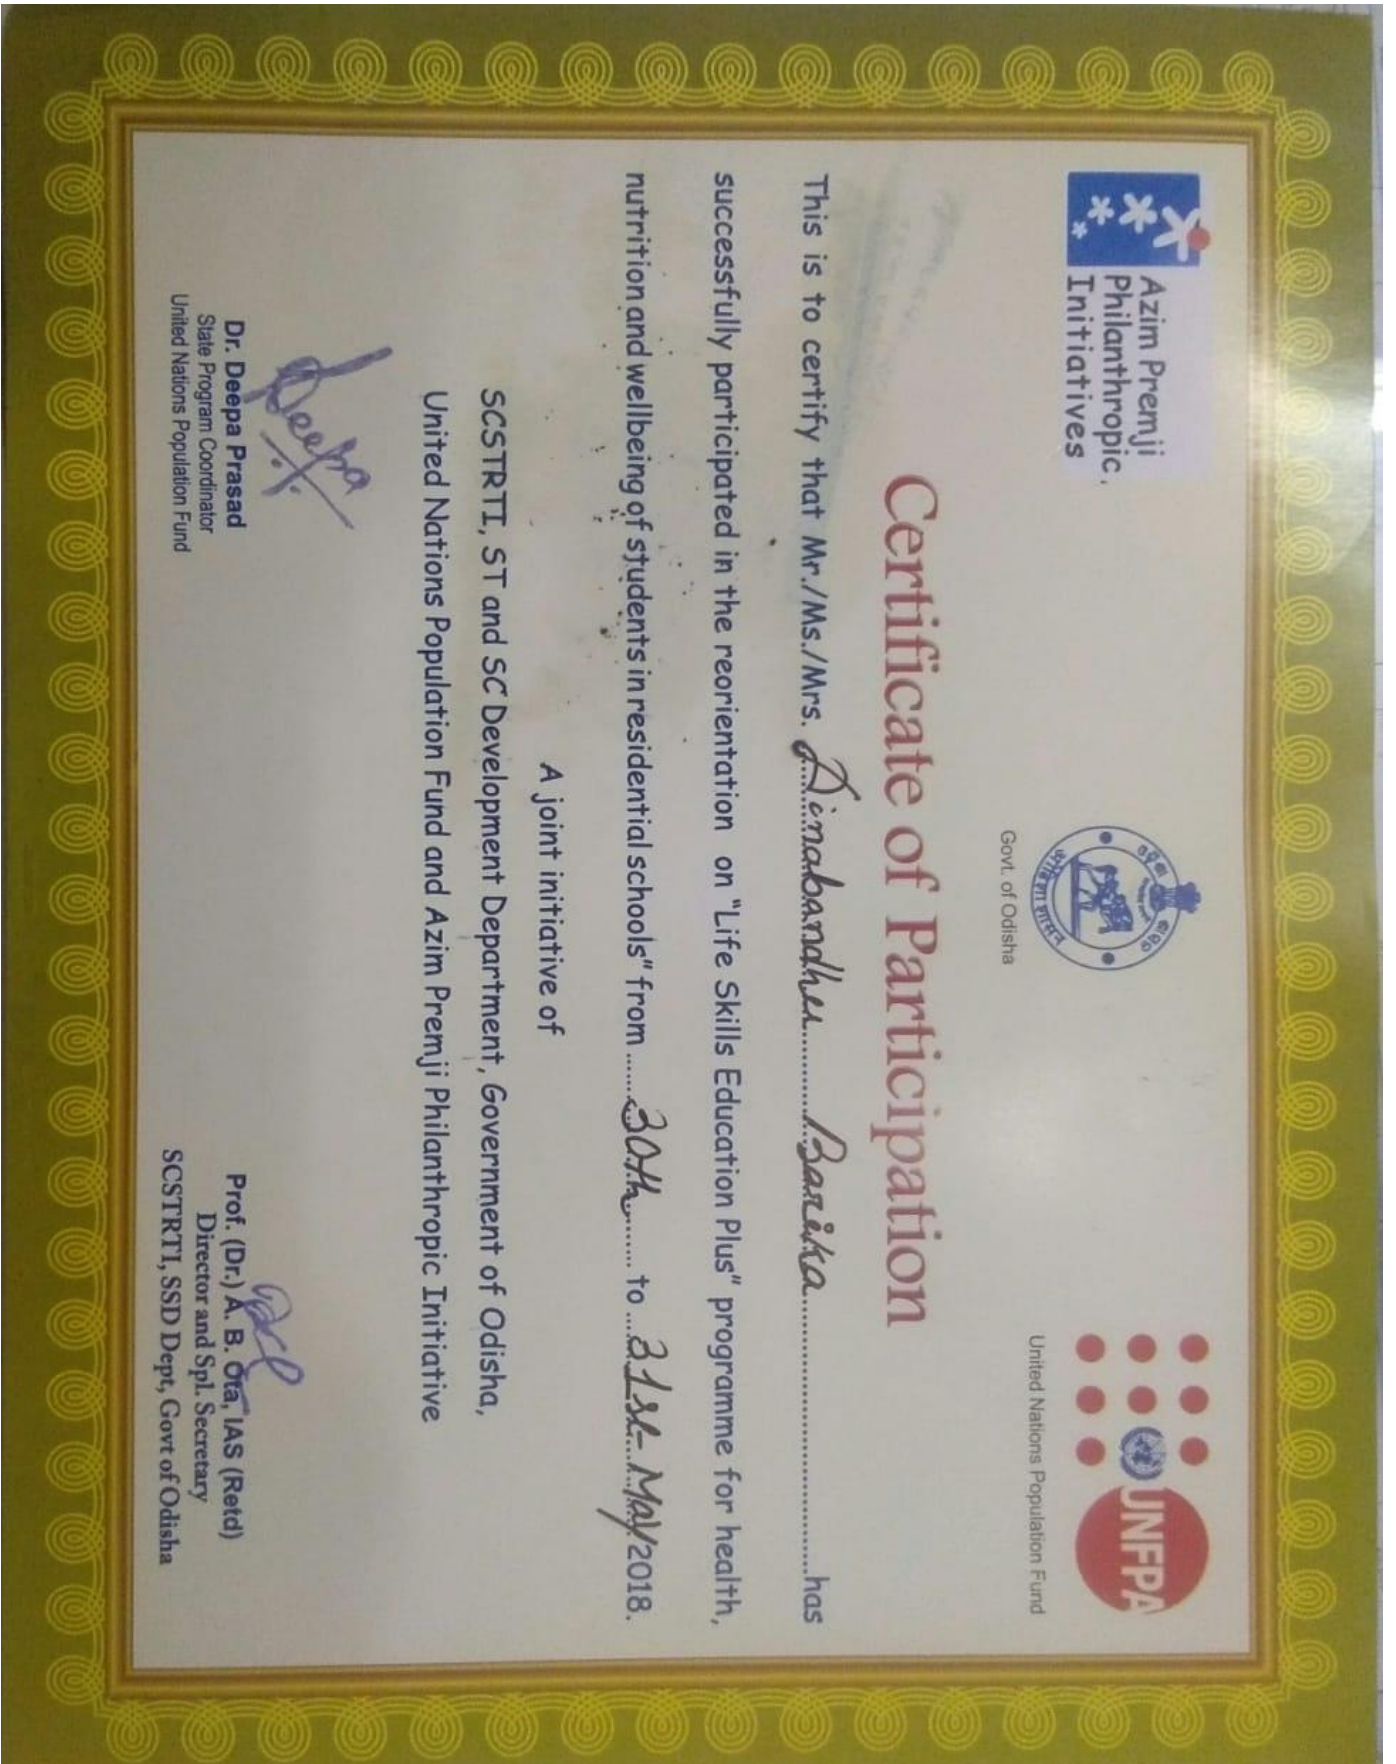 Azim Premji
Philanthropic
Initiatives
Govt. of Odisha
UNFPA
United Nations Population Fund
Certificate of Participation
This is to certify that Mr./Ms./Mrs. Dinabandhu Barika has
successfully participated in the reorientation on "Life Skills Education Plus" programme for health,
nutrition and wellbeing of students in residential schools" from 30th to 31st May/2018.
A joint initiative of
SCSTRTI, ST and SC Development Department, Government of Odisha,
United Nations Population Fund and Azim Premji Philanthropic Initiative
Deepa
Dr. Deepa Prasad
State Program Coordinator
United Nations Population Fund
Prof. (Dr.) A. B. Ota, IAS (Retd)
Director and Spl. Secretary
SCSTRTI, SSD Dept, Govt of Odisha